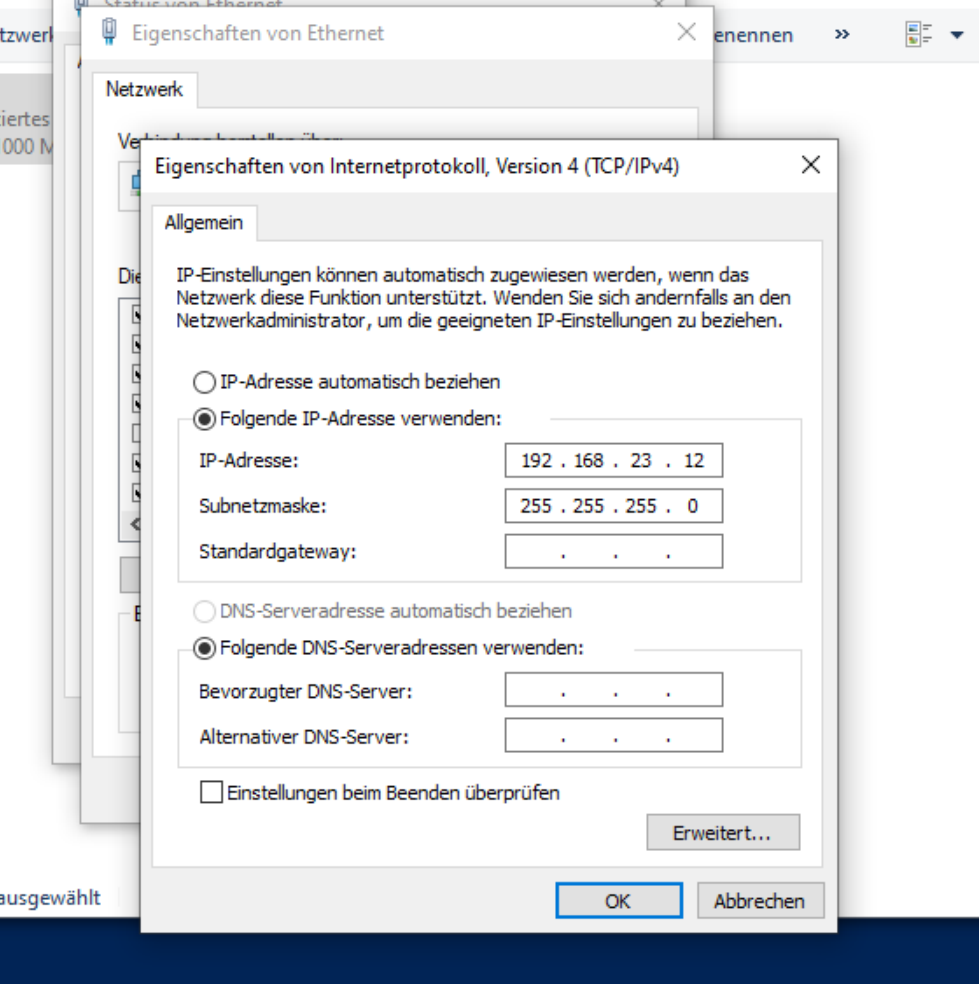 Status von Ethernet
Eigenschaften von Ethernet
enennen
Netzwerk
1000 M
Verbindung herstellen über:
Eigenschaften von Internetprotokoll, Version 4 (TCP/IPv4)
Allgemein
Die
IP-Einstellungen können automatisch zugewiesen werden, wenn das
Netzwerk diese Funktion unterstützt. Wenden Sie sich andernfalls an den
Netzwerkadministrator, um die geeigneten IP-Einstellungen zu beziehen.
IP-Adresse automatisch beziehen
Folgende IP-Adresse verwenden:
IP-Adresse: 192 . 168 . 23 . 12
Subnetzmaske: 255 . 255 . 255 . 0
Standardgateway: . . .
DNS-Serveradresse automatisch beziehen
Folgende DNS-Serveradressen verwenden:
Bevorzugter DNS-Server: . . .
Alternativer DNS-Server: . . .
Einstellungen beim Beenden überprüfen
Erweitert...
ausgewählt
OK Abbrechen